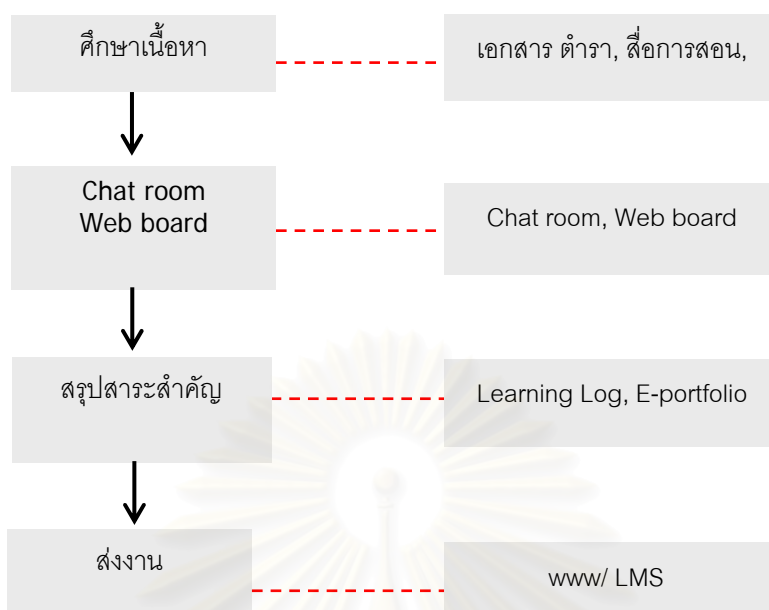 ศึกษาเนื้อหา
เอกสาร ตำรา, สื่อการสอน,
Chat room
Web board
Chat room, Web board
สรุปสาระสำคัญ
Learning Log, E-portfolio
ส่งงาน
www/ LMS